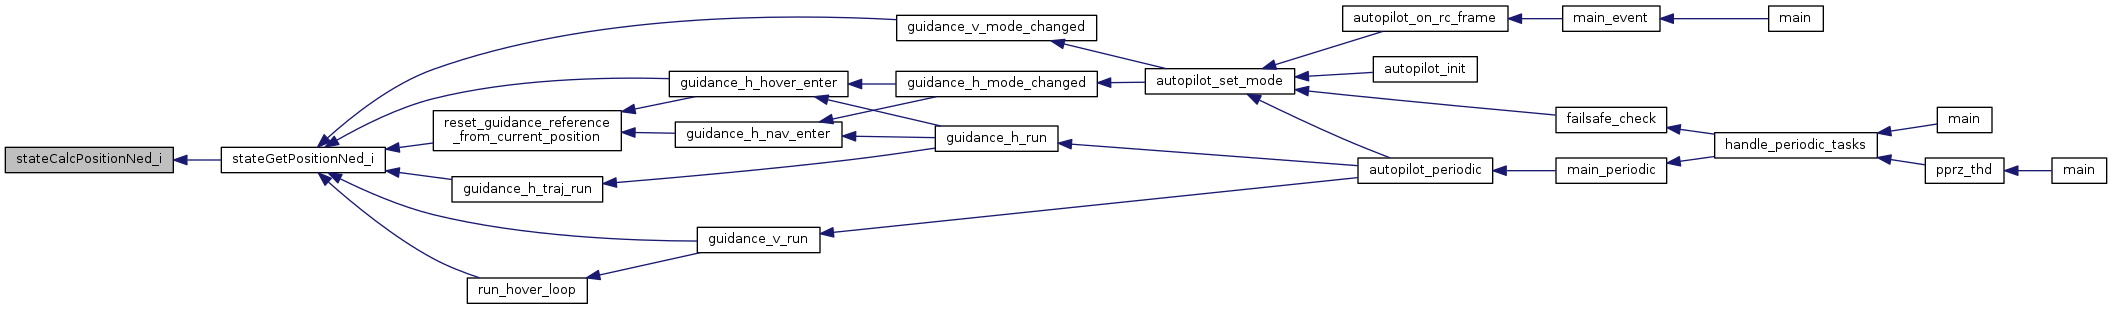 stateCalcPositionNed_i
stateGetPositionNed_i
guidance_v_mode_changed
guidance_h_hover_enter
reset_guidance_reference
_from_current_position
guidance_h_traj_run
run_hover_loop
guidance_h_nav_enter
guidance_v_run
guidance_h_mode_changed
guidance_h_run
autopilot_set_mode
autopilot_on_rc_frame
autopilot_init
autopilot_periodic
main_event
failsafe_check
main_periodic
main
handle_periodic_tasks
main
pprz_thd
main